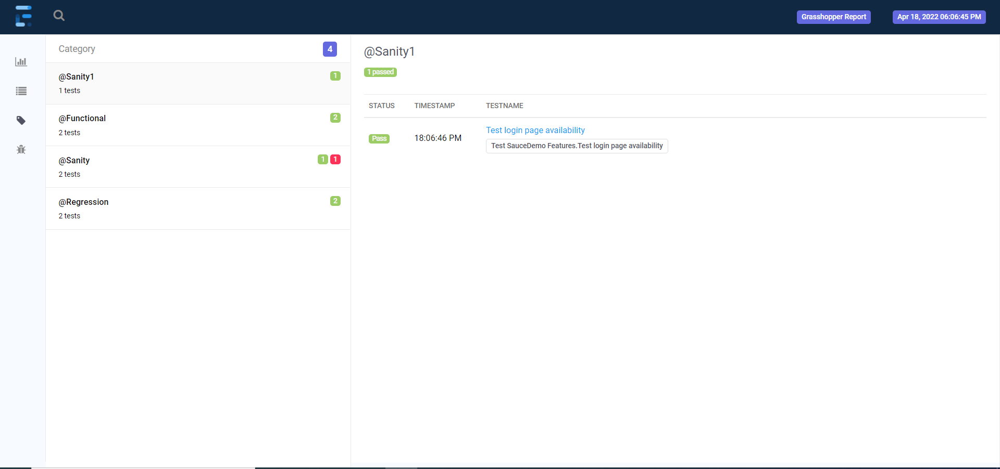 Grasshopper Report
Apr 18, 2022 06:06:45 PM
Category
4
@Sanity1
1
1 tests
@Functional
2
2 tests
@Sanity
1 1
2 tests
@Regression
2
2 tests
@Sanity1
1 passed
STATUS TIMESTAMP TESTNAME
Pass
18:06:46 PM
Test login page availability
Test SauceDemo Features.Test login page availability